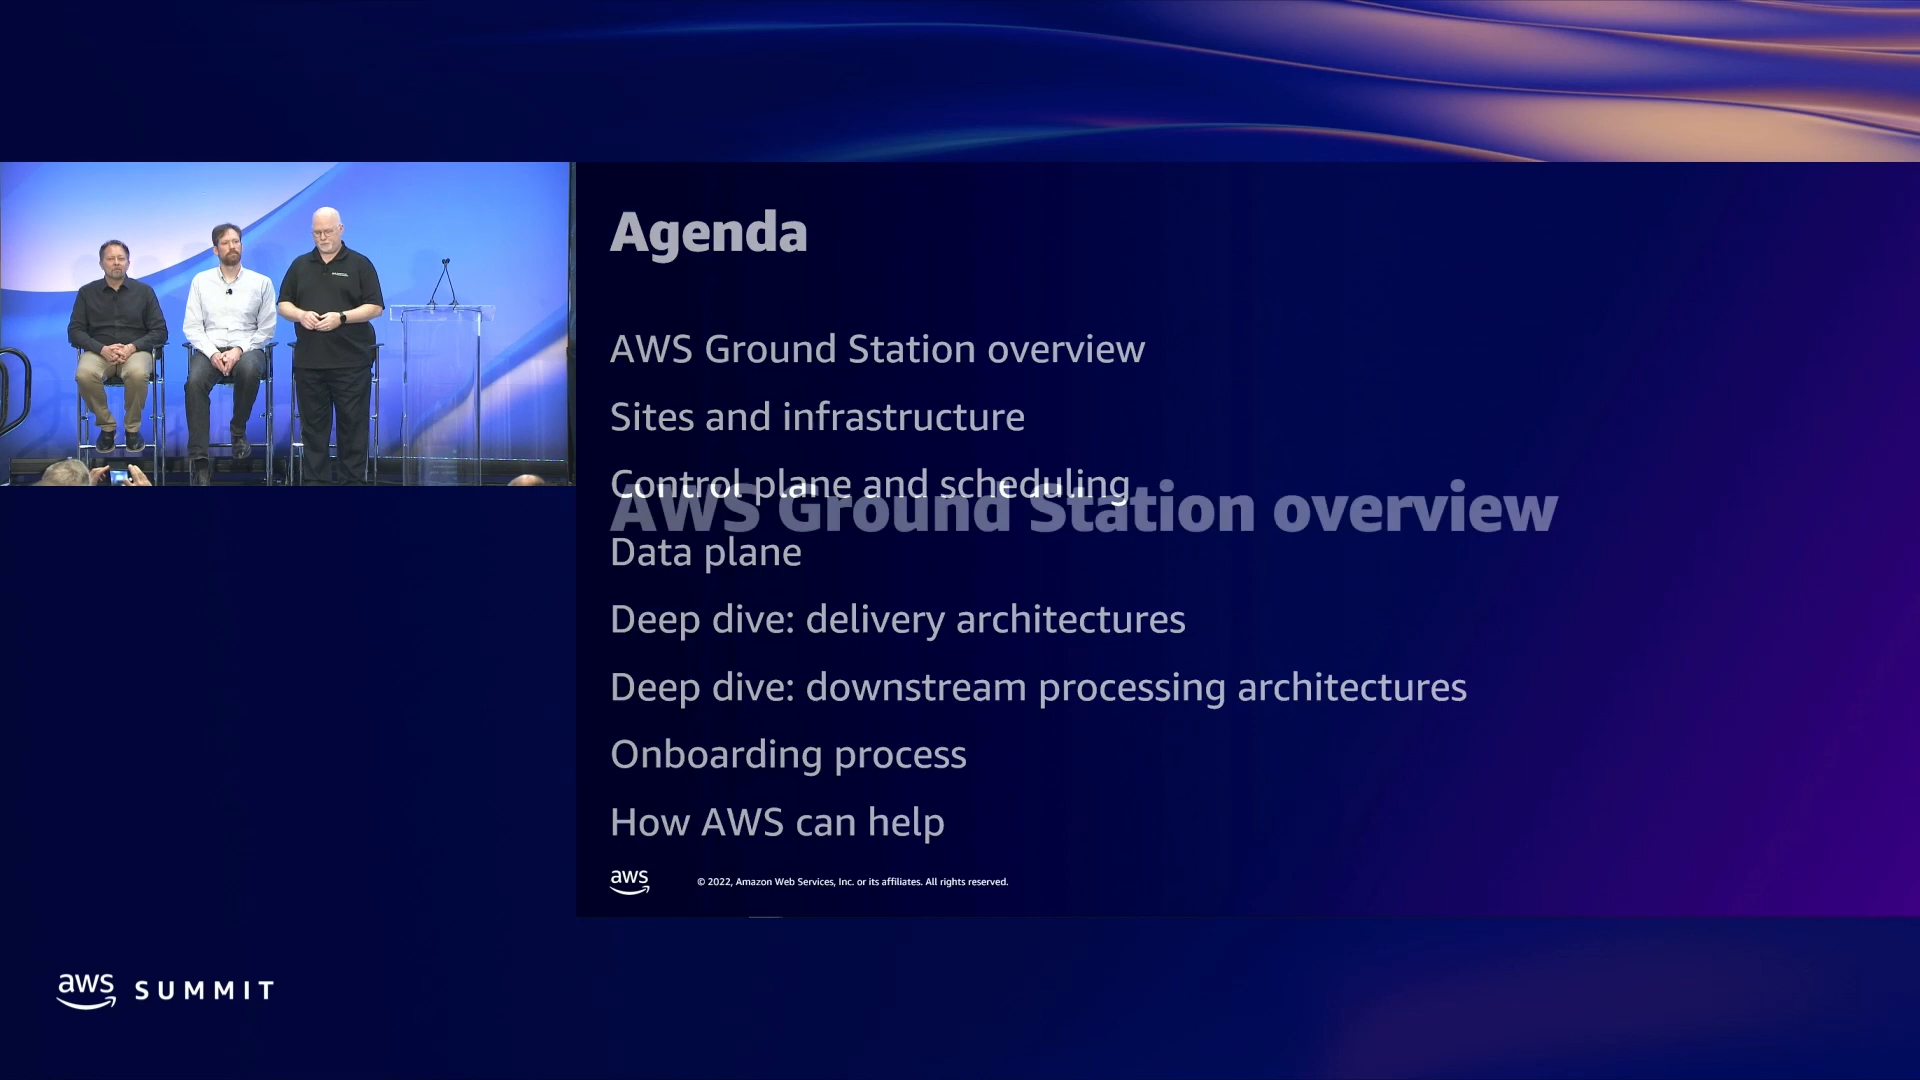 Agenda
AWS Ground Station overview
Sites and infrastructure
Control plane and scheduling
AWS Ground Station overview
Data plane
Deep dive: delivery architectures
Deep dive: downstream processing architectures
Onboarding process
How AWS can help
aws
© 2022, Amazon Web Services, Inc. or its affiliates. All rights reserved.
aws SUMMIT